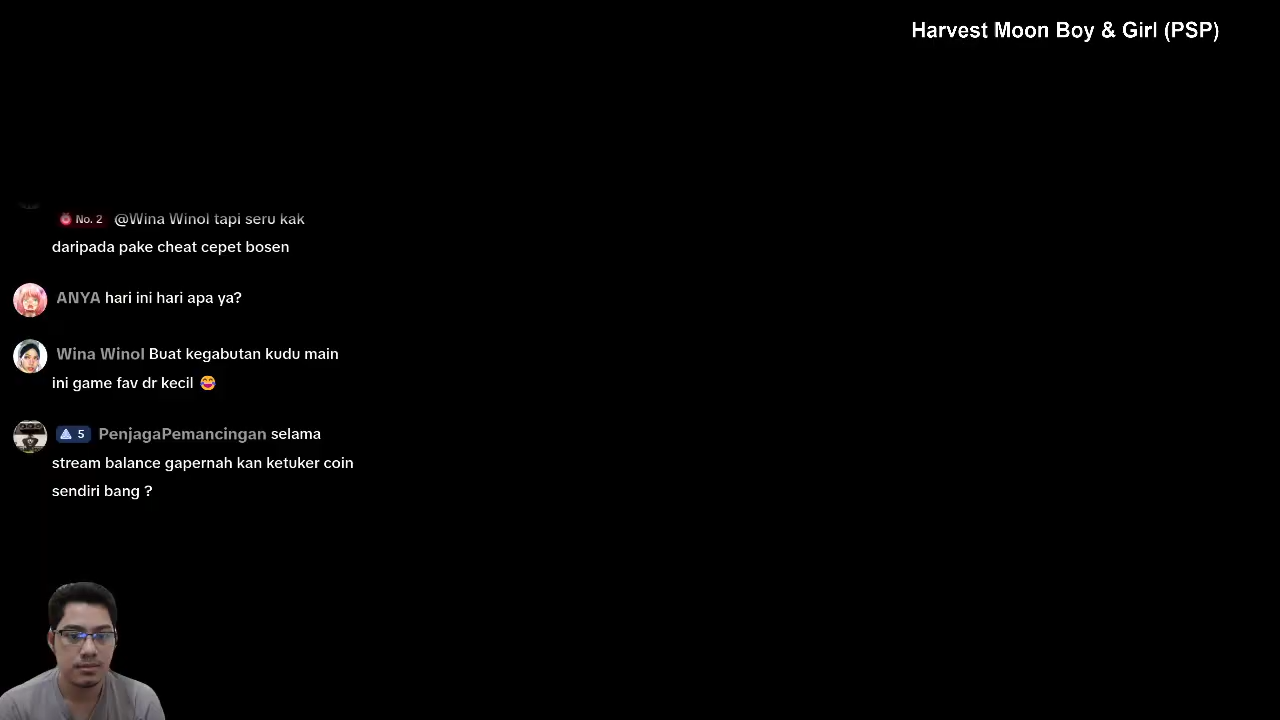 Harvest Moon Boy & Girl (PSP)
No. 2 @Wina Winol tapi seru kak
daripada pake cheat cepet bosen
ANYA hari ini hari apa ya?
Wina Winol Buat kegabutan kudu main
ini game fav dr kecil 😂
5 PenjagaPemancingan selama
stream balance gapernah kan ketuker coin
sendiri bang ?